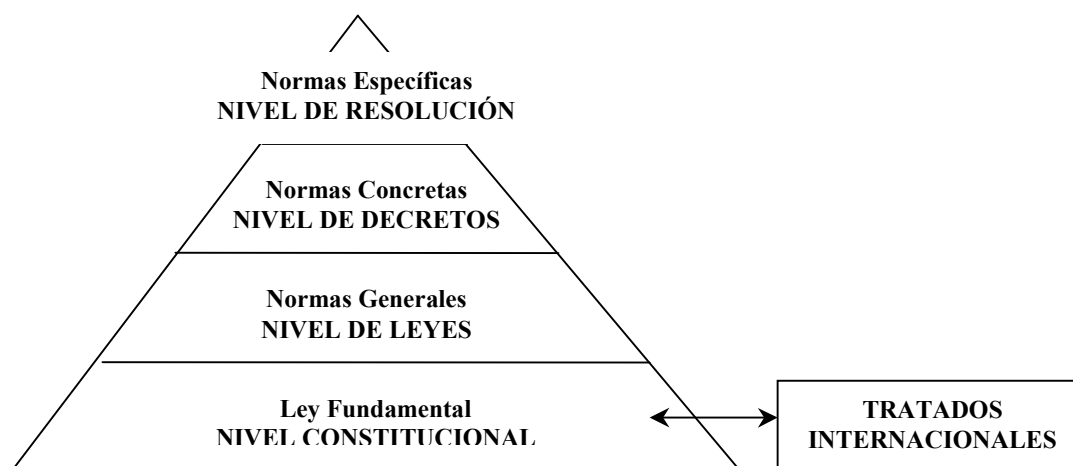 Normas Específicas
NIVEL DE RESOLUCIÓN
Normas Concretas
NIVEL DE DECRETOS
Normas Generales
NIVEL DE LEYES
Ley Fundamental
NIVEL CONSTITUCIONAL
TRATADOS
INTERNACIONALES